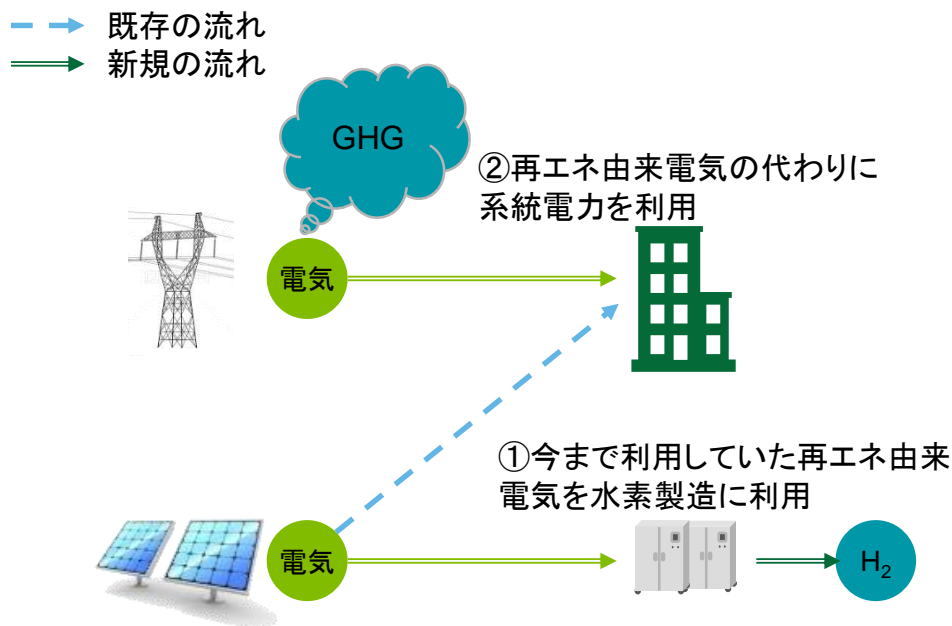 既存の流れ
新規の流れ
GHG
②再エネ由来電気の代わりに
系統電力を利用
電気
①今まで利用していた再エネ由来
電気を水素製造に利用
電気
H₂